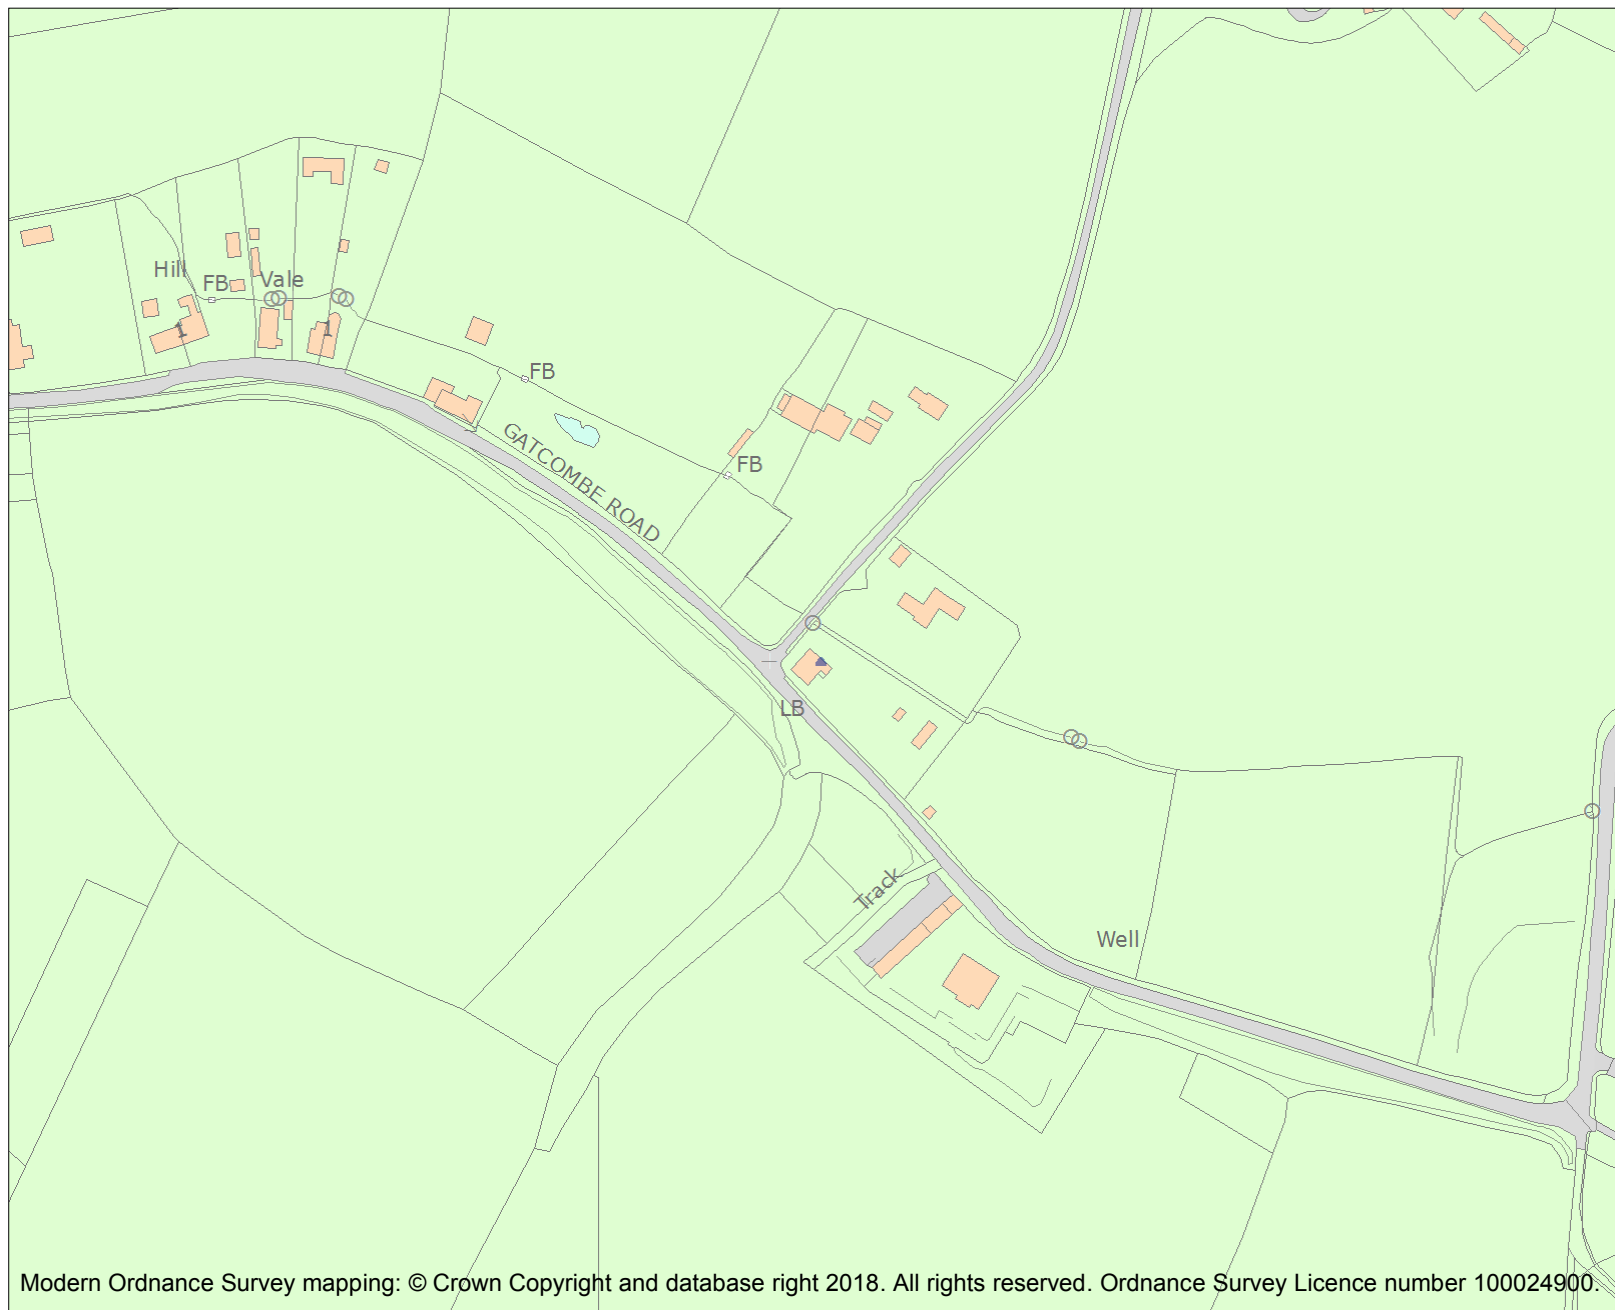 Hill
FB
Vale
1
1
FB
GATCOMBE ROAD
FB
LB
Track
Well
Modern Ordnance Survey mapping: © Crown Copyright and database right 2018. All rights reserved. Ordnance Survey Licence number 100024900.